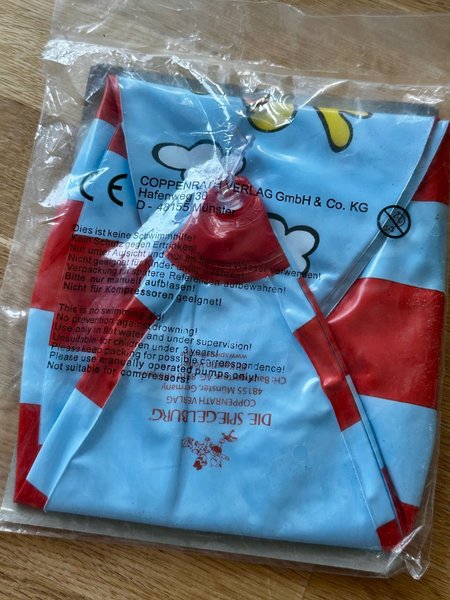 CE
COPPENRATH VERLAG GmbH & Co. KG
Hafenweg 30
D - 48155 Münster
Dies ist keine Schwimmhilfe!
Kein Schutz gegen Ertrinken!
Nur unter Aufsicht und nur im flachen Wasser verwenden!
Nicht geeignet für Kinder unter 3 Jahren!
Verpackung für spätere Referenzen aufbewahren!
Bitte nur manuell aufblasen!
Nicht für Kompressoren geeignet!
This is no swimming aid!
No prevention against drowning!
Use only in flat water and under supervision!
Unsuitable for children under 3 years!
Please keep packing for possible correspondence!
Please use manually operated pumps only!
Not suitable for compressors!
DIE SPIEGELBURG
COPPENRATH VERLAG
48155 Münster, Germany